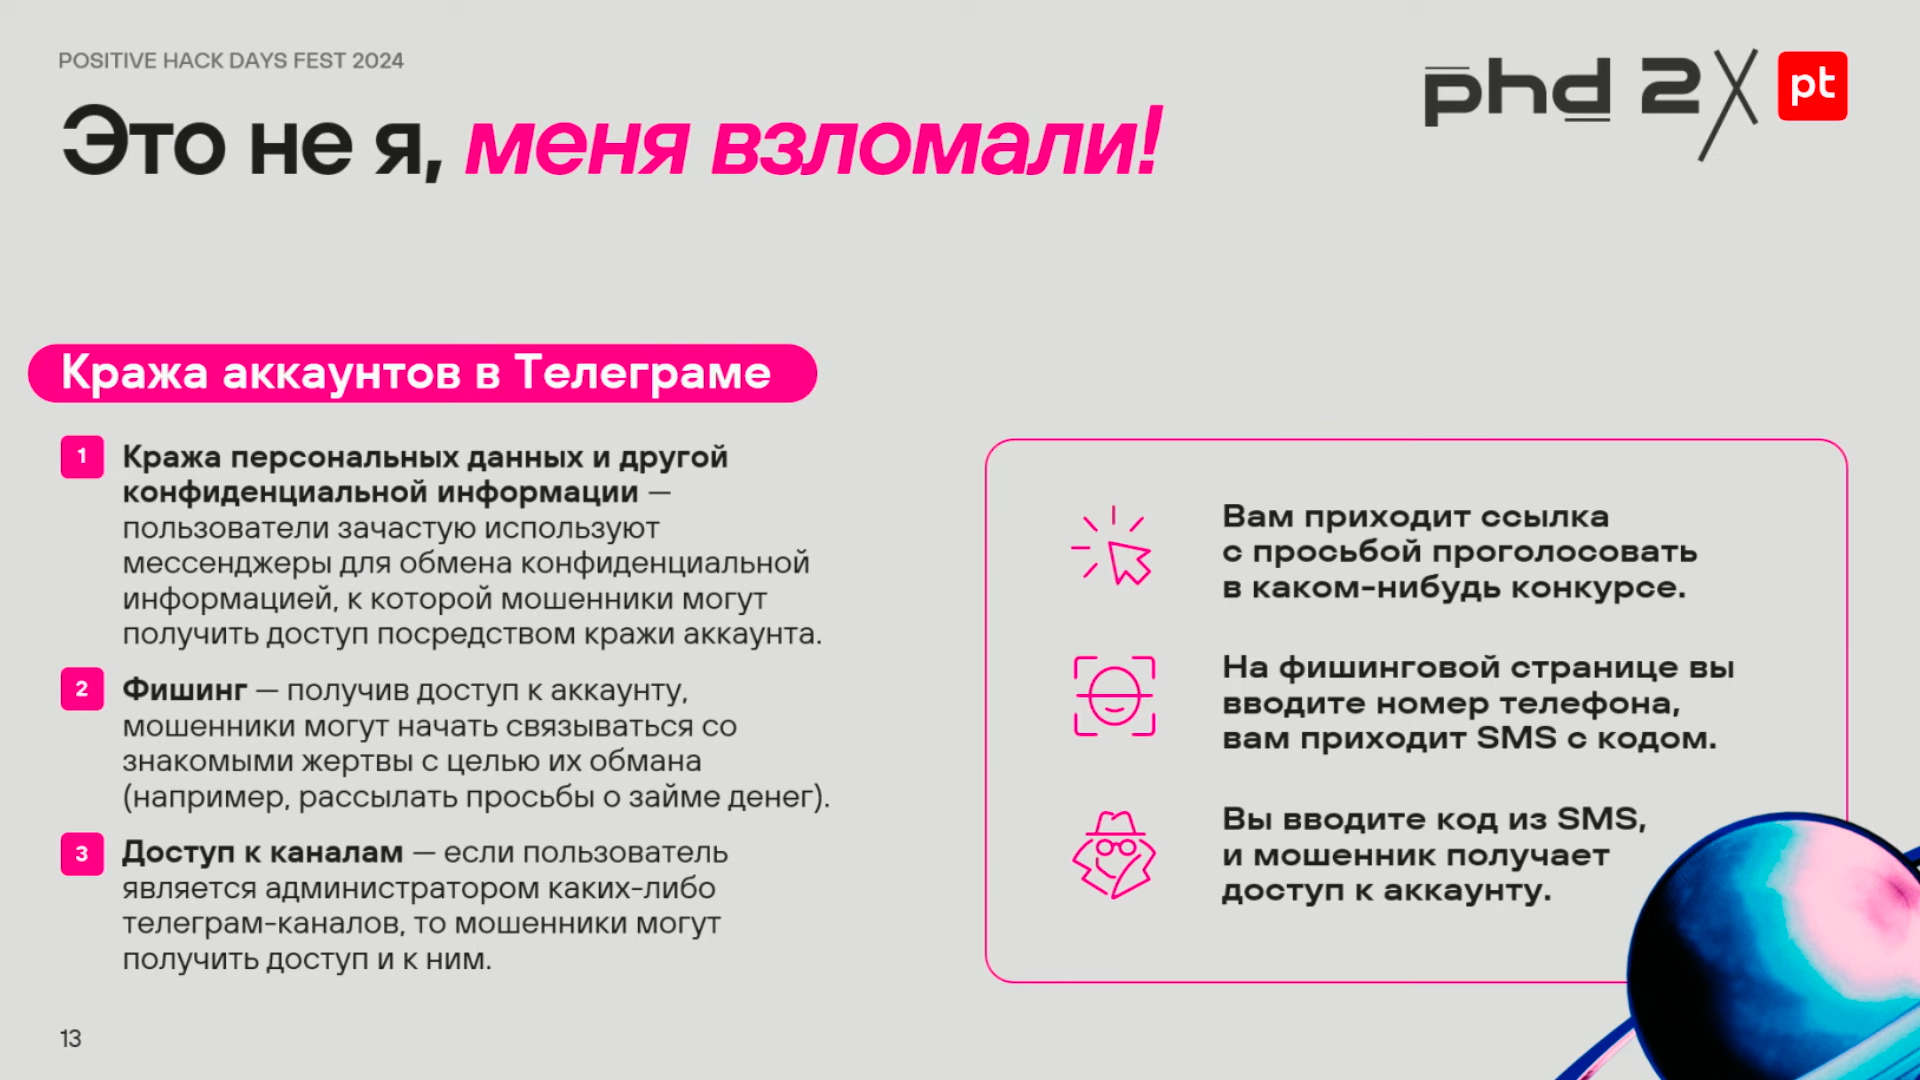 POSITIVE HACK DAYS FEST 2024
phd 2X pt
Это не я, меня взломали!
Кража аккаунтов в Телеграме
1
Кража персональных данных и другой
конфиденциальной информации —
пользователи зачастую используют
мессенджеры для обмена конфиденциальной
информацией, к которой мошенники могут
получить доступ посредством кражи аккаунта.
2
Фишинг — получив доступ к аккаунту,
мошенники могут начать связываться со
знакомыми жертвы с целью их обмана
(например, рассылать просьбы о займе денег).
3
Доступ к каналам — если пользователь
является администратором каких-либо
телеграм-каналов, то мошенники могут
получить доступ и к ним.
Вам приходит ссылка
с просьбой проголосовать
в каком-нибудь конкурсе.
На фишинговой странице вы
вводите номер телефона,
вам приходит SMS с кодом.
Вы вводите код из SMS,
и мошенник получает
доступ к аккаунту.
13